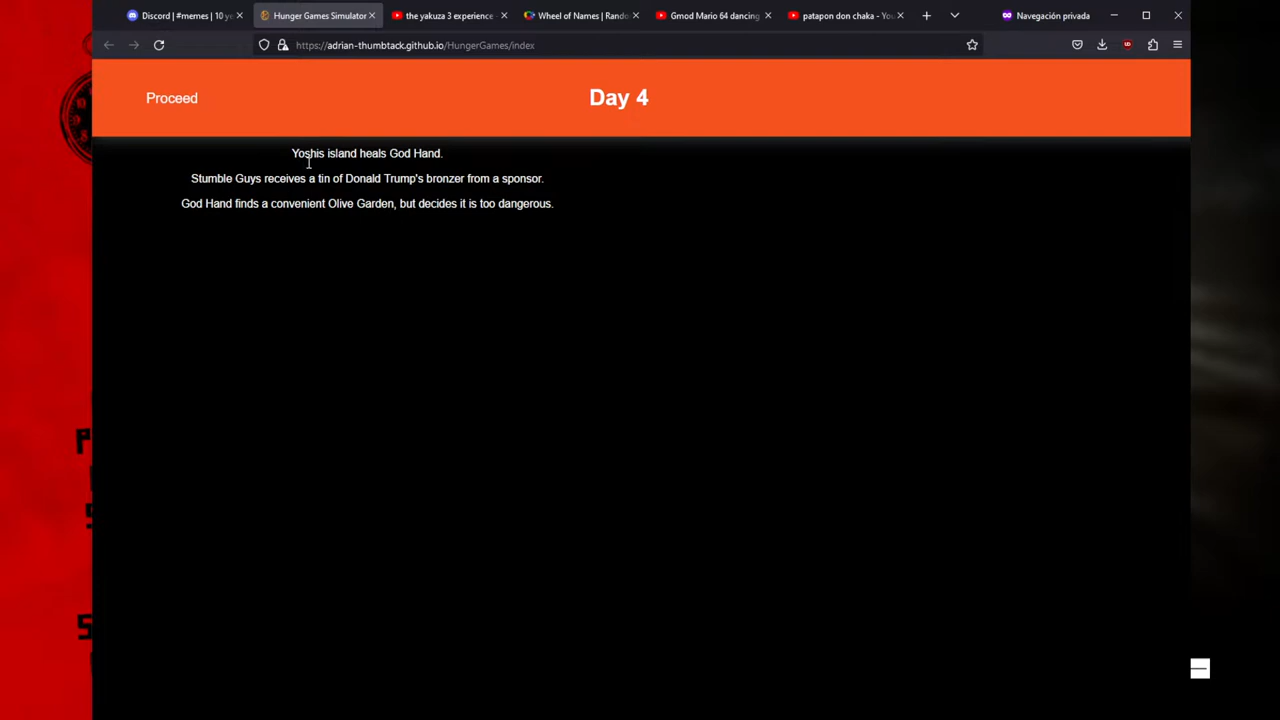 Discord | #memes | 10 ye
Hunger Games Simulator
the yakuza 3 experience
Wheel of Names | Rando
Gmod Mario 64 dancing
patapon don chaka - You
Navegación privada
https://adrian-thumbtack.github.io/HungerGames/index
Proceed
Day 4
Yoshis island heals God Hand.
Stumble Guys receives a tin of Donald Trump's bronzer from a sponsor.
God Hand finds a convenient Olive Garden, but decides it is too dangerous.